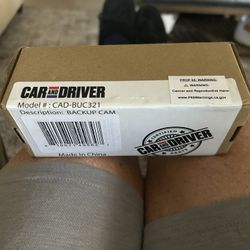 CAR AND DRIVER
Model # : CAD-BUC321
Description: BACKUP CAM
Made in China
PROP 65 WARNING:
WARNING:
Cancer and Reproductive Harm
www.P65Warnings.ca.gov
CERTIFIED
CAR AND DRIVER